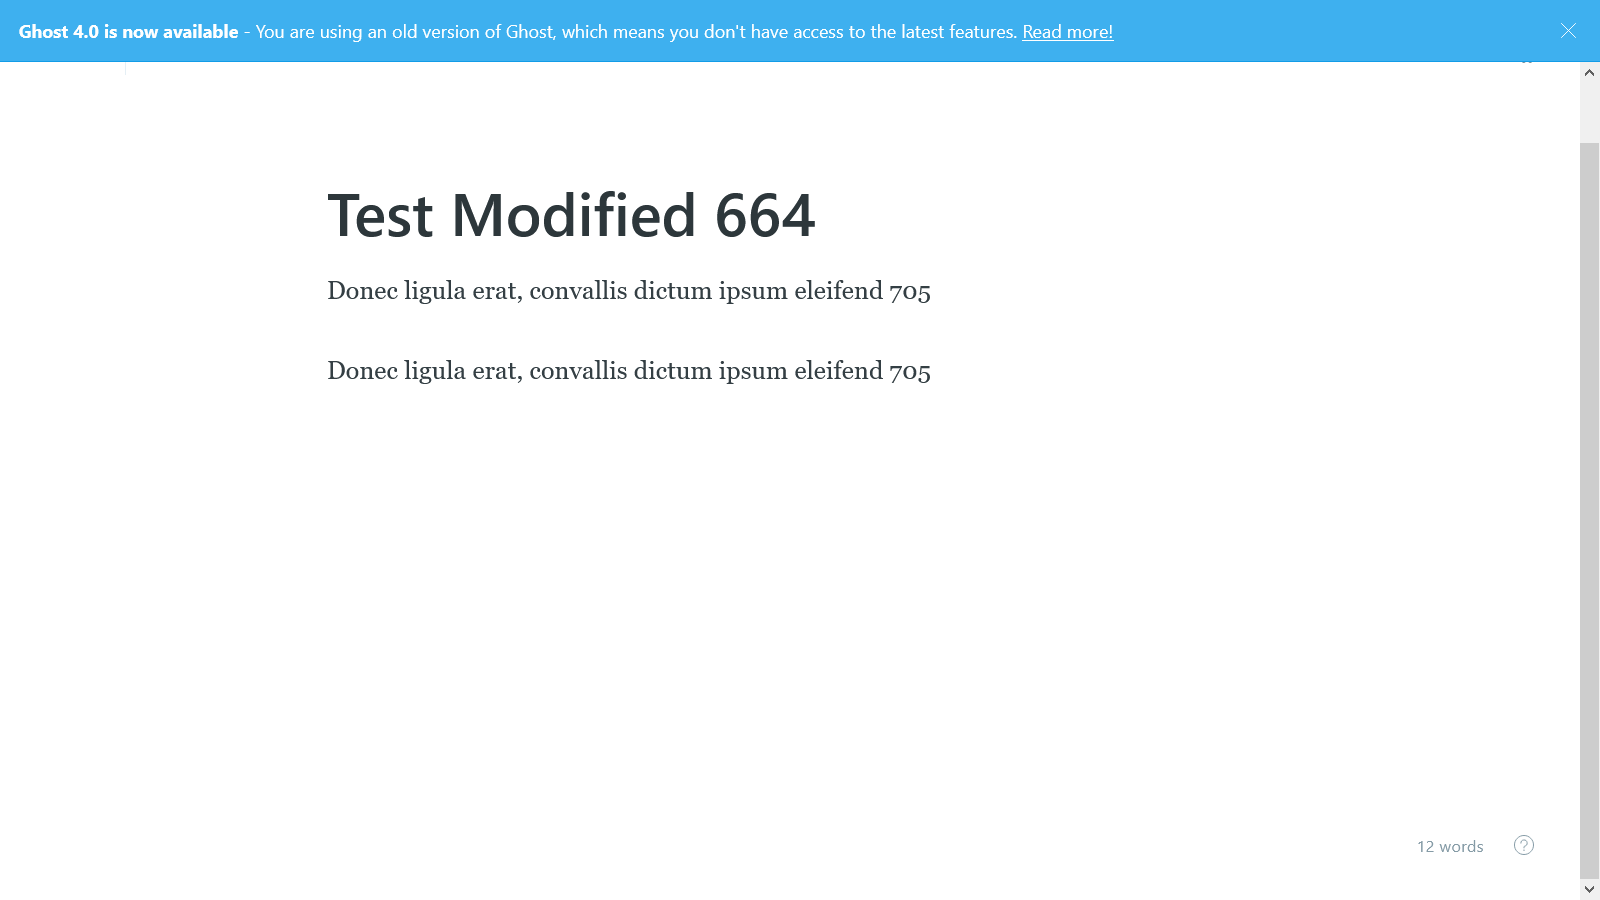 Ghost 4.0 is now available - You are using an old version of Ghost, which means you don't have access to the latest features. Read more!
Test Modified 664
Donec ligula erat, convallis dictum ipsum eleifend 705
Donec ligula erat, convallis dictum ipsum eleifend 705
12 words